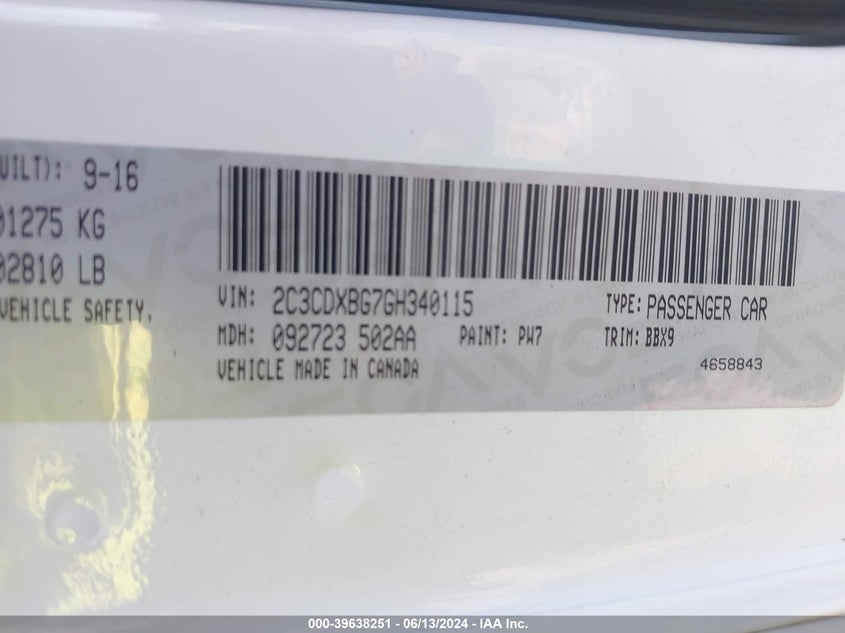 UILT): 9-16
01275 KG
02810 LB
VEHICLE SAFETY.
VIN: 2C3CDXBG7GH340115
TYPE: PASSENGER CAR
MDH: 092723 502AA PAINT: PW7 TRIM: BBX9
VEHICLE MADE IN CANADA
4658843
000-39638251 - 06/13/2024 - IAA Inc.